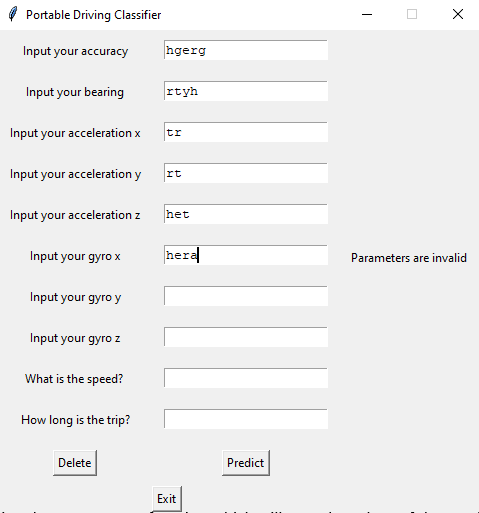 Portable Driving Classifier
Input your accuracy hgerg
Input your bearing rtyh
Input your acceleration x tr
Input your acceleration y rt
Input your acceleration z het
Input your gyro x hera Parameters are invalid
Input your gyro y
Input your gyro z
What is the speed?
How long is the trip?
Delete Predict
Exit